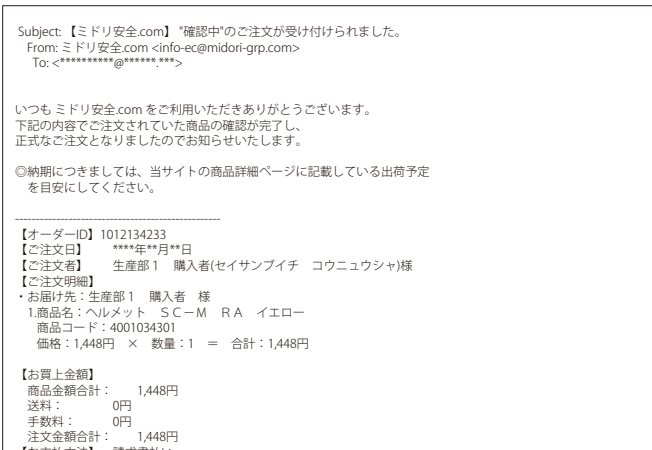 Subject: 【ミドリ安全.com】 "確認中"のご注文が受け付けられました。
From: ミドリ安全.com <info-ec@midori-grp.com>
To: <**********@******.***>
いつも ミドリ安全.com をご利用いただきありがとうございます。
下記の内容でご注文されていた商品の確認が完了し、
正式なご注文となりましたのでお知らせいたします。
◎納期につきましては、当サイトの商品詳細ページに記載している出荷予定
を目安にしてください。
--------------------------------------------------
【オーダーID】1012134233
【ご注文日】 ****年**月**日
【ご注文者】 生産部1 購入者(セイサンブイチ コウニュウシャ)様
【ご注文明細】
・お届け先:生産部1 購入者 様
1.商品名:ヘルメット SC-M RA イエロー
商品コード:4001034301
価格:1,448円 × 数量:1 = 合計:1,448円
【お買上金額】
商品金額合計: 1,448円
送料: 0円
手数料: 0円
注文金額合計: 1,448円